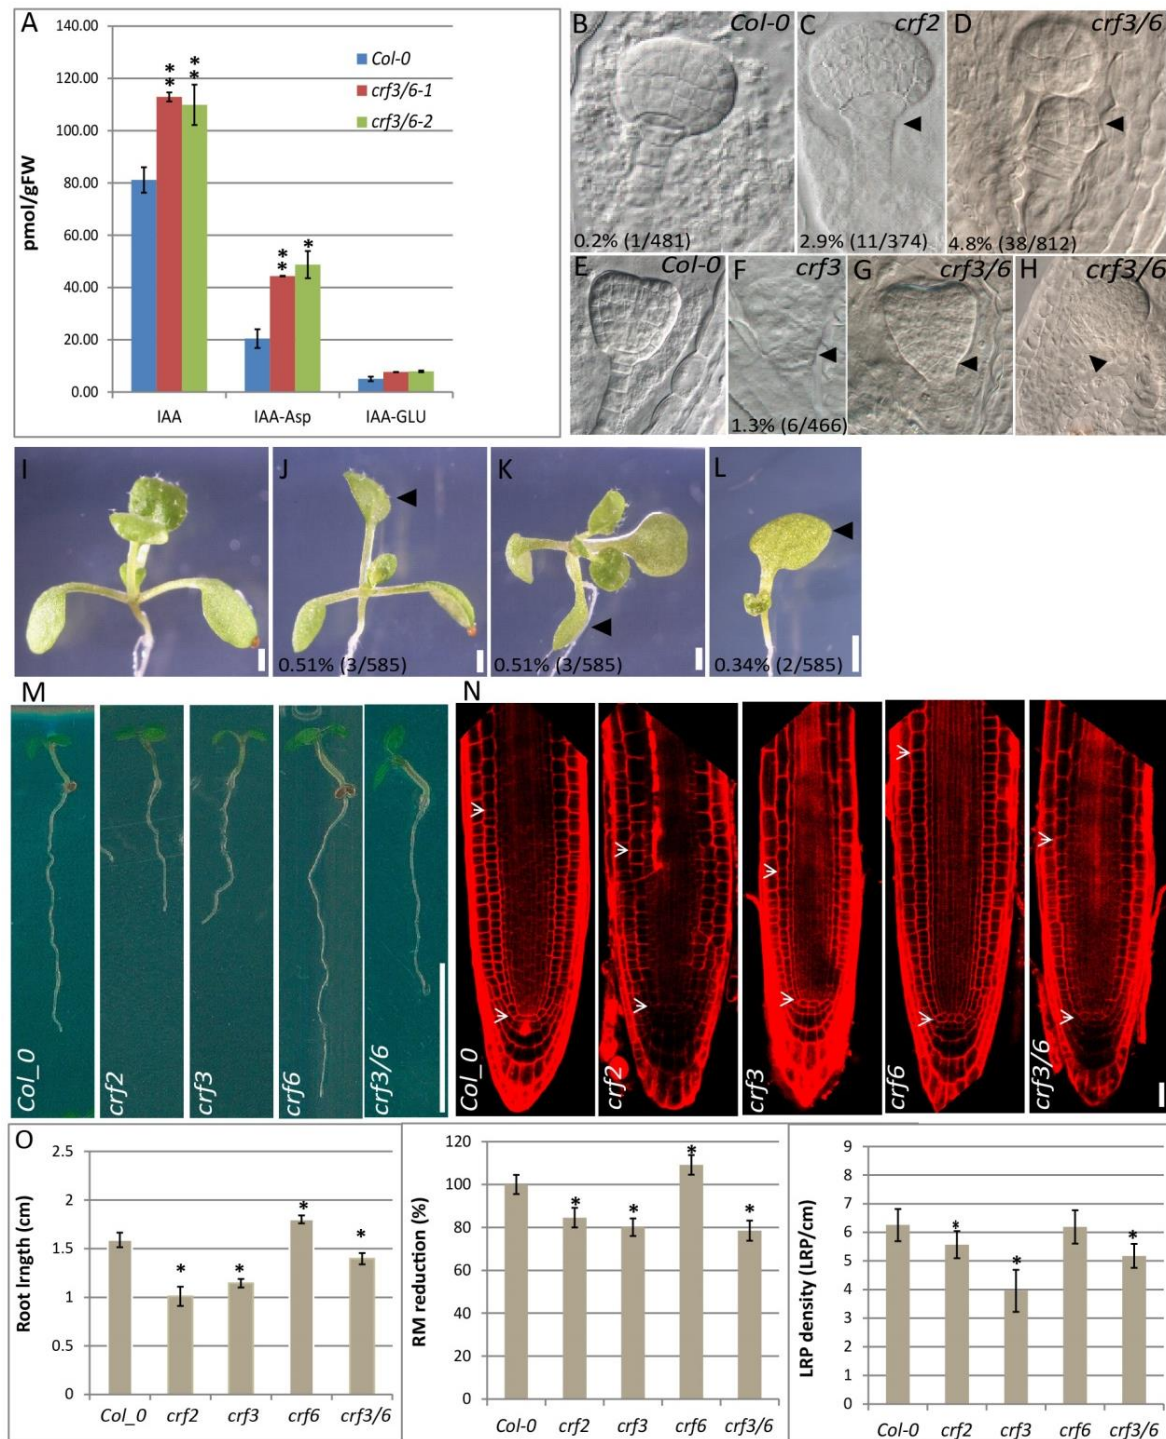 A
140.00
120.00
100.00
80.00
60.00
40.00
20.00
0.00
pmol/gFW
Col-0
crf3/6-1
crf3/6-2
**
**
**
*
IAA
IAA-Asp
IAA-GLU
B
Col-0
0.2% (1/481)
C
crf2
2.9% (11/374)
D
crf3/6
4.8% (38/812)
E
Col-0
F
crf3
1.3% (6/466)
G
crf3/6
H
crf3/6
I
J
0.51% (3/585)
K
0.51% (3/585)
L
0.34% (2/585)
M
Col_0
crf2
crf3
crf6
crf3/6
N
Col_0
crf2
crf3
crf6
crf3/6
O
Root lrngth (cm)
2.5
2
1.5
1
0.5
0
*
*
*
*
Col_0
crf2
crf3
crf6
crf3/6
RM reduction (%)
120
100
80
60
40
20
0
*
*
*
*
Col-0
crf2
crf3
crf6
crf3/6
LRP density (LRP/cm)
9
8
7
6
5
4
3
2
1
0
*
*
*
Col-0
crf2
crf3
crf6
crf3/6